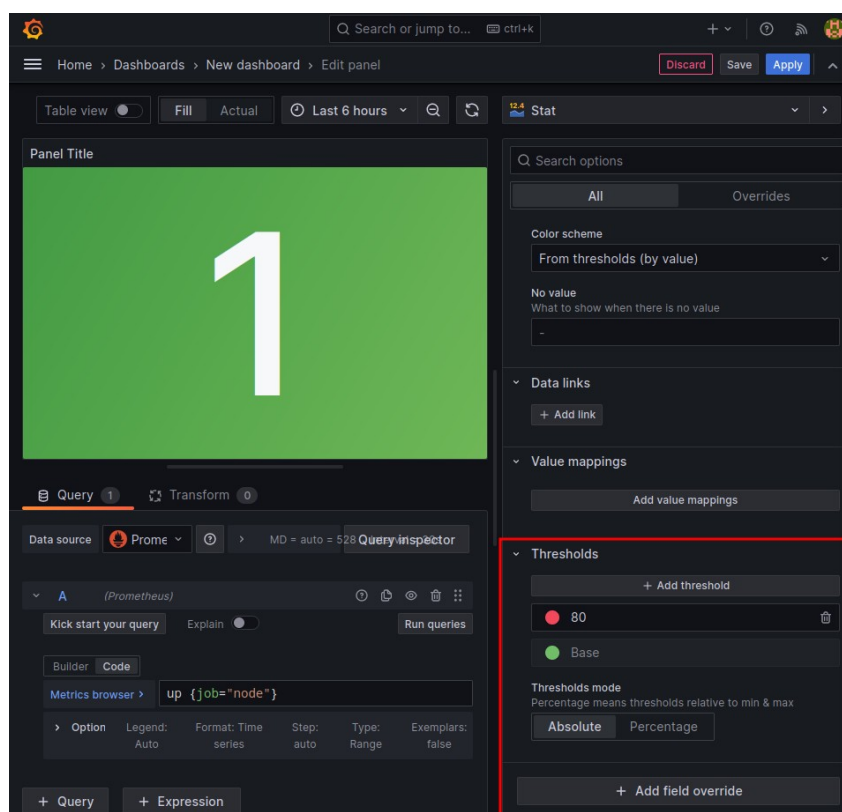 Search or jump to... ctrl+k
Home › Dashboards › New dashboard › Edit panel
Discard Save Apply
Table view Fill Actual Last 6 hours
12.4 Stat
Panel Title
1
Search options
All Overrides
Color scheme
From thresholds (by value)
No value
What to show when there is no value
-
Data links
+ Add link
Value mappings
Add value mappings
Query 1 Transform 0
Data source Prome
MD = auto = 528 Query inspector
Thresholds
+ Add threshold
80
Base
Thresholds mode
Percentage means thresholds relative to min & max
Absolute Percentage
+ Add field override
A (Prometheus)
Kick start your query Explain Run queries
Builder Code
Metrics browser > up {job="node"}
> Option Legend: Auto Format: Time series Step: auto Type: Range Exemplars: false
+ Query + Expression